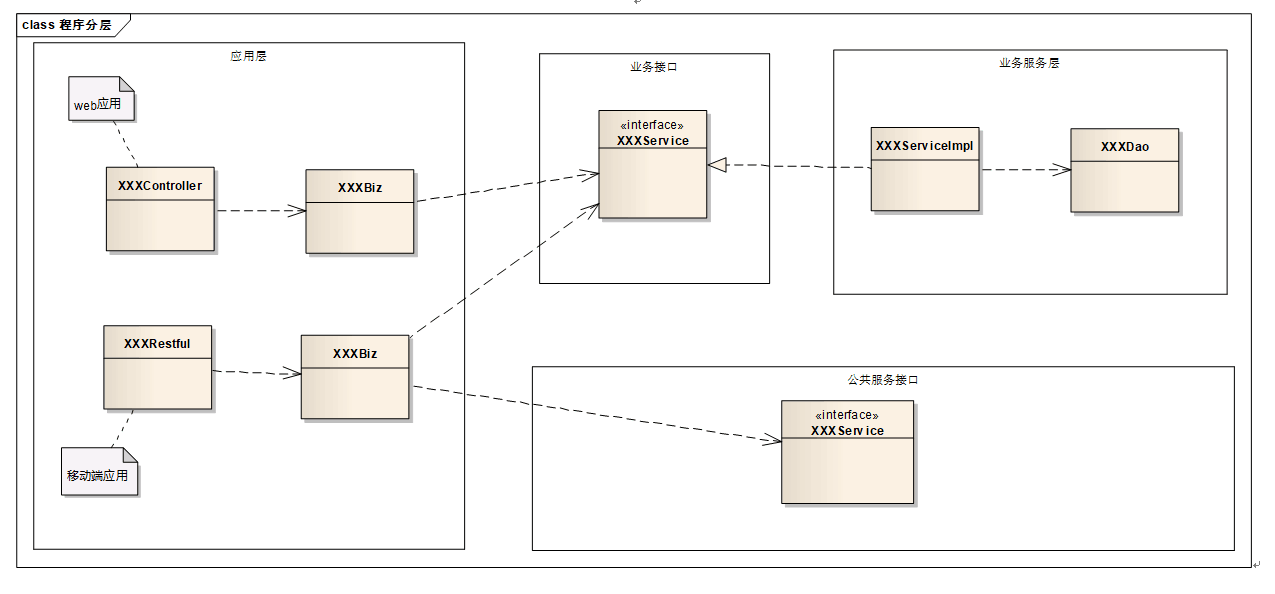 class 程序分层
应用层
web应用
XXXController
XXXBiz
XXXRestful
XXXBiz
移动端应用
业务接口
«interface»
XXXService
业务服务层
XXXServiceImpl
XXXDao
公共服务接口
«interface»
XXXService